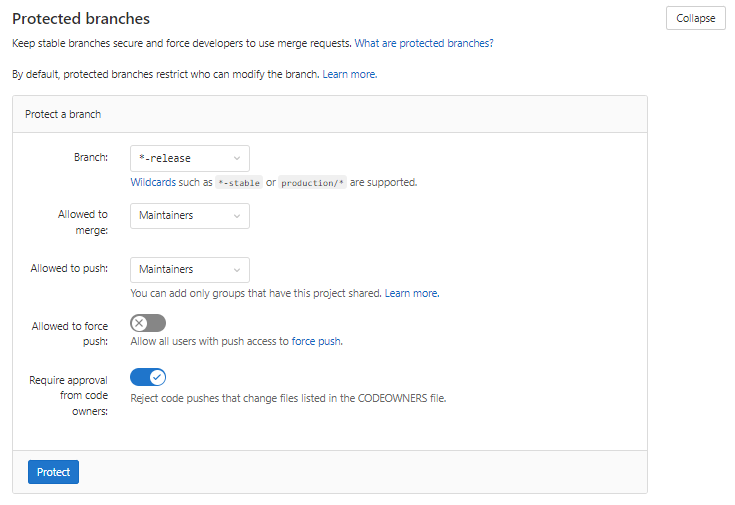 Protected branches
Collapse
Keep stable branches secure and force developers to use merge requests. What are protected branches?
By default, protected branches restrict who can modify the branch. Learn more.
Protect a branch
Branch:
*-release
Wildcards such as *-stable or production/* are supported.
Allowed to
merge:
Maintainers
Allowed to push:
Maintainers
You can add only groups that have this project shared. Learn more.
Allowed to force
push:
Allow all users with push access to force push.
Require approval
from code
owners:
Reject code pushes that change files listed in the CODEOWNERS file.
Protect